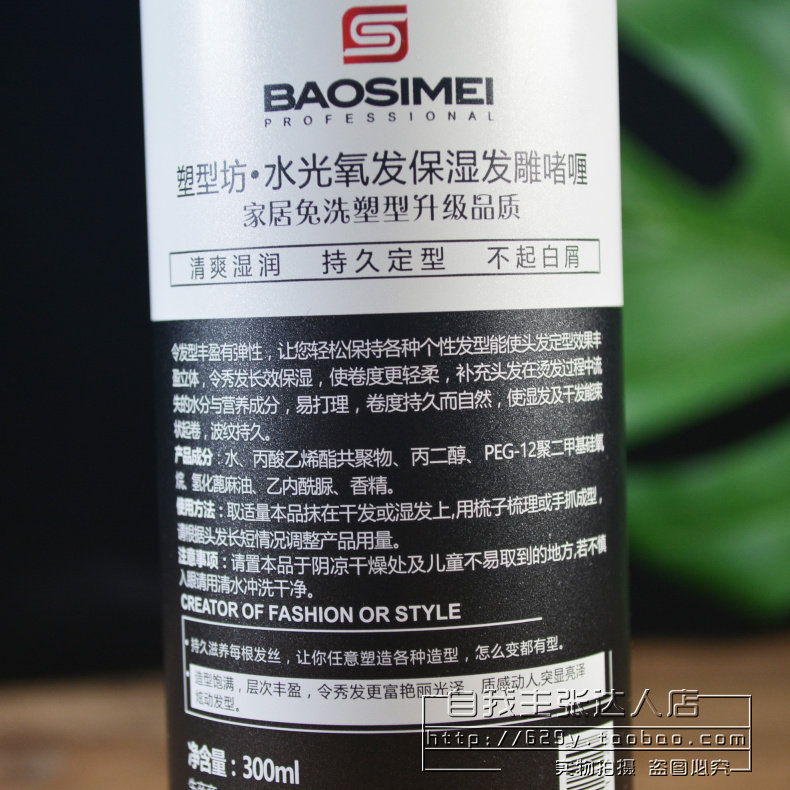 BAOSIMEI
PROFESSIONAL
塑型坊·水光氧发保湿发雕啫喱
家居免洗塑型升级品质
清爽湿润 持久定型 不起白屑
令发型丰盈有弹性，让您轻松保持各种个性发型能使头发定型效果丰
盈立体，令秀发长效保湿，使卷度更轻柔，补充头发在烫发过程中流
失的水分与营养成分，易打理，卷度持久而自然，使湿发及干发能束
状起卷，波纹持久。
产品成分：水、丙酸乙烯酯共聚物、丙二醇、PEG-12聚二甲基硅氧
烷、氢化蓖麻油、乙内酰脲、香精。
使用方法：取适量本品抹在干发或湿发上,用梳子梳理或手抓成型，
请根据头发长短情况调整产品用量。
注意事项：请置本品于阴凉干燥处及儿童不易取到的地方,若不慎
入眼请用清水冲洗干净。
CREATOR OF FASHION OR STYLE
·持久滋养每根发丝，让你任意塑造各种造型，怎么变都有型。
造型饱满，层次丰盈，令秀发更富艳丽光泽 质感动人,突显亮泽
炫动发型。
净含量：300ml
自我主张达人店
http://629y.taobao.com
实物拍摄 盗图必究